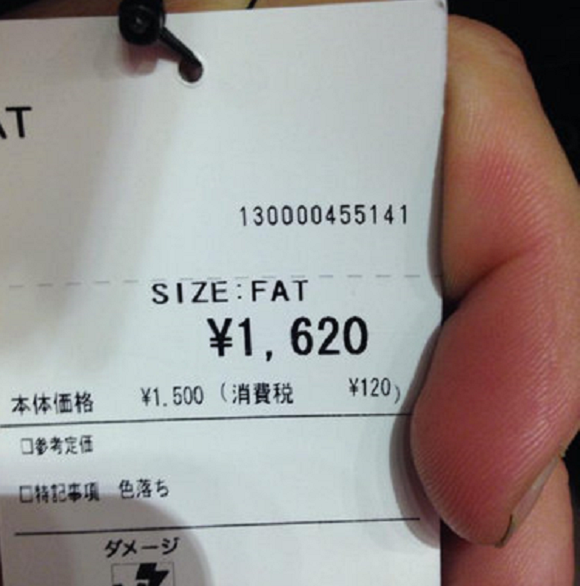 AT
130000455141
SIZE:FAT
¥1,620
本体価格 ¥1.500 (消費税 ¥120)
□参考定価
□特記事項 色落ち
ダメージ